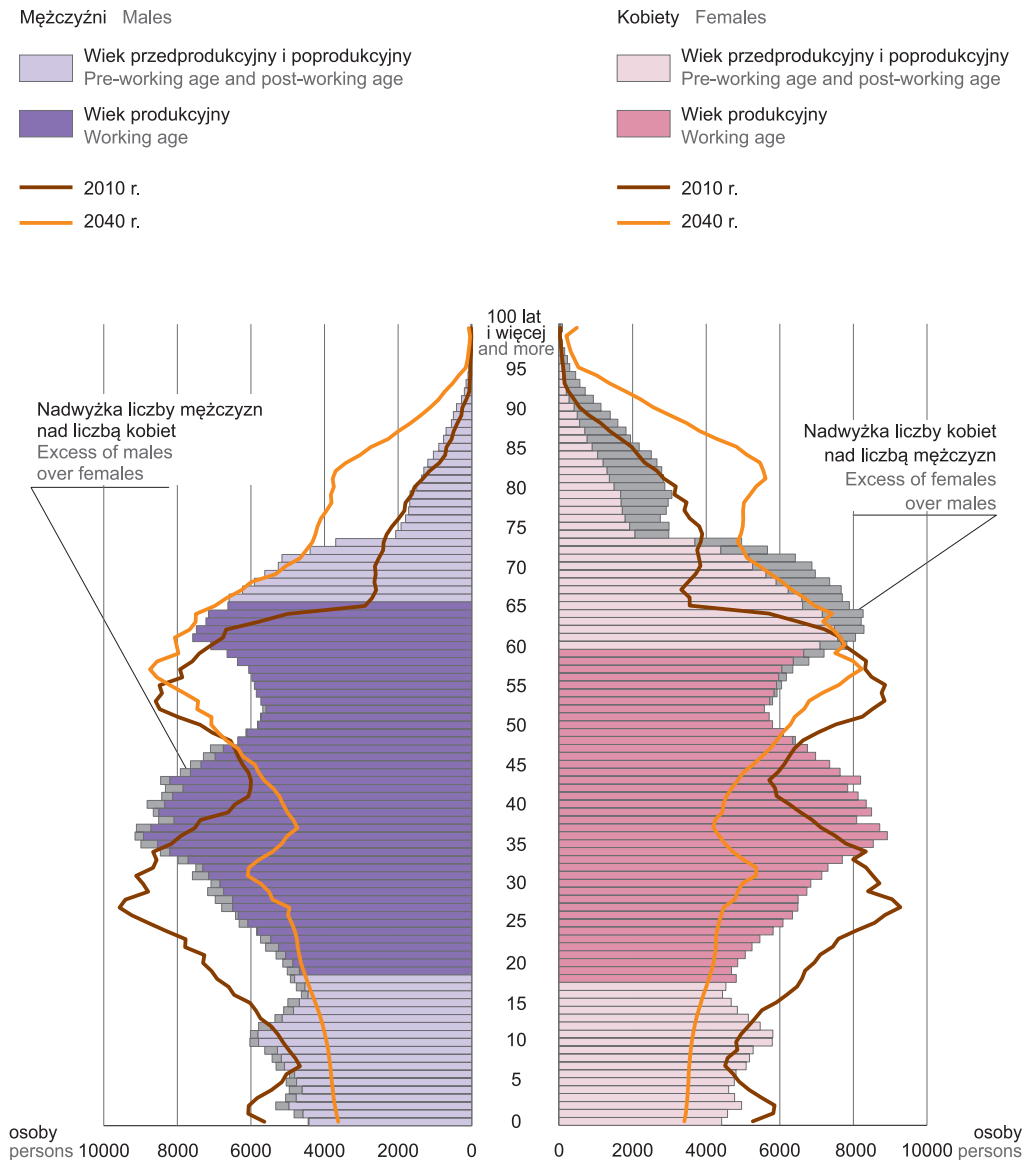 Mężczyźni Males
Wiek przedprodukcyjny i poprodukcyjny
Pre-working age and post-working age
Wiek produkcyjny
Working age
2010 r.
2040 r.
Kobiety Females
Wiek przedprodukcyjny i poprodukcyjny
Pre-working age and post-working age
Wiek produkcyjny
Working age
2010 r.
2040 r.
100 lat
i więcej
and more
95
90
85
80
75
70
65
60
55
50
45
40
35
30
25
20
15
10
5
0
Nadwyżka liczby mężczyzn
nad liczbą kobiet
Excess of males
over females
Nadwyżka liczby kobiet
nad liczbą mężczyzn
Excess of females
over males
osoby
persons 10000 8000 6000 4000 2000 0
0 2000 4000 6000 8000 10000 persons
osoby